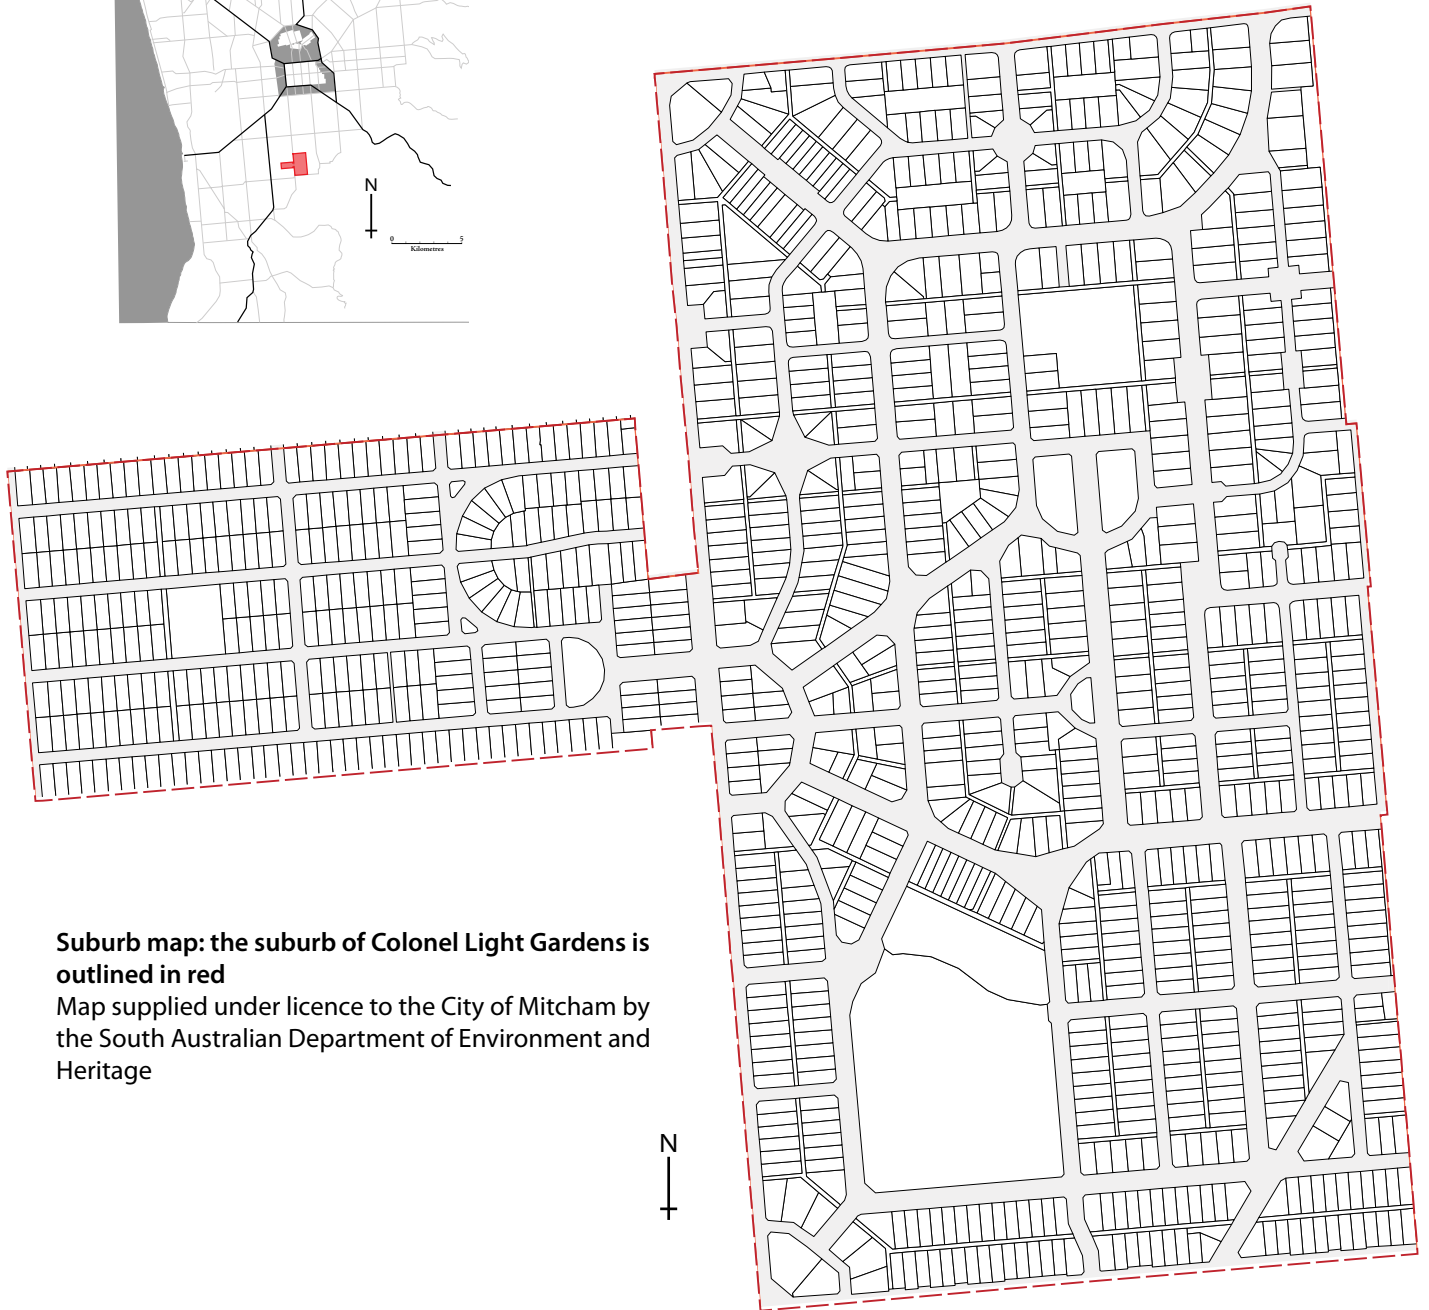 N
0 5
Kilometres
Suburb map: the suburb of Colonel Light Gardens is
outlined in red
Map supplied under licence to the City of Mitcham by
the South Australian Department of Environment and
Heritage
N